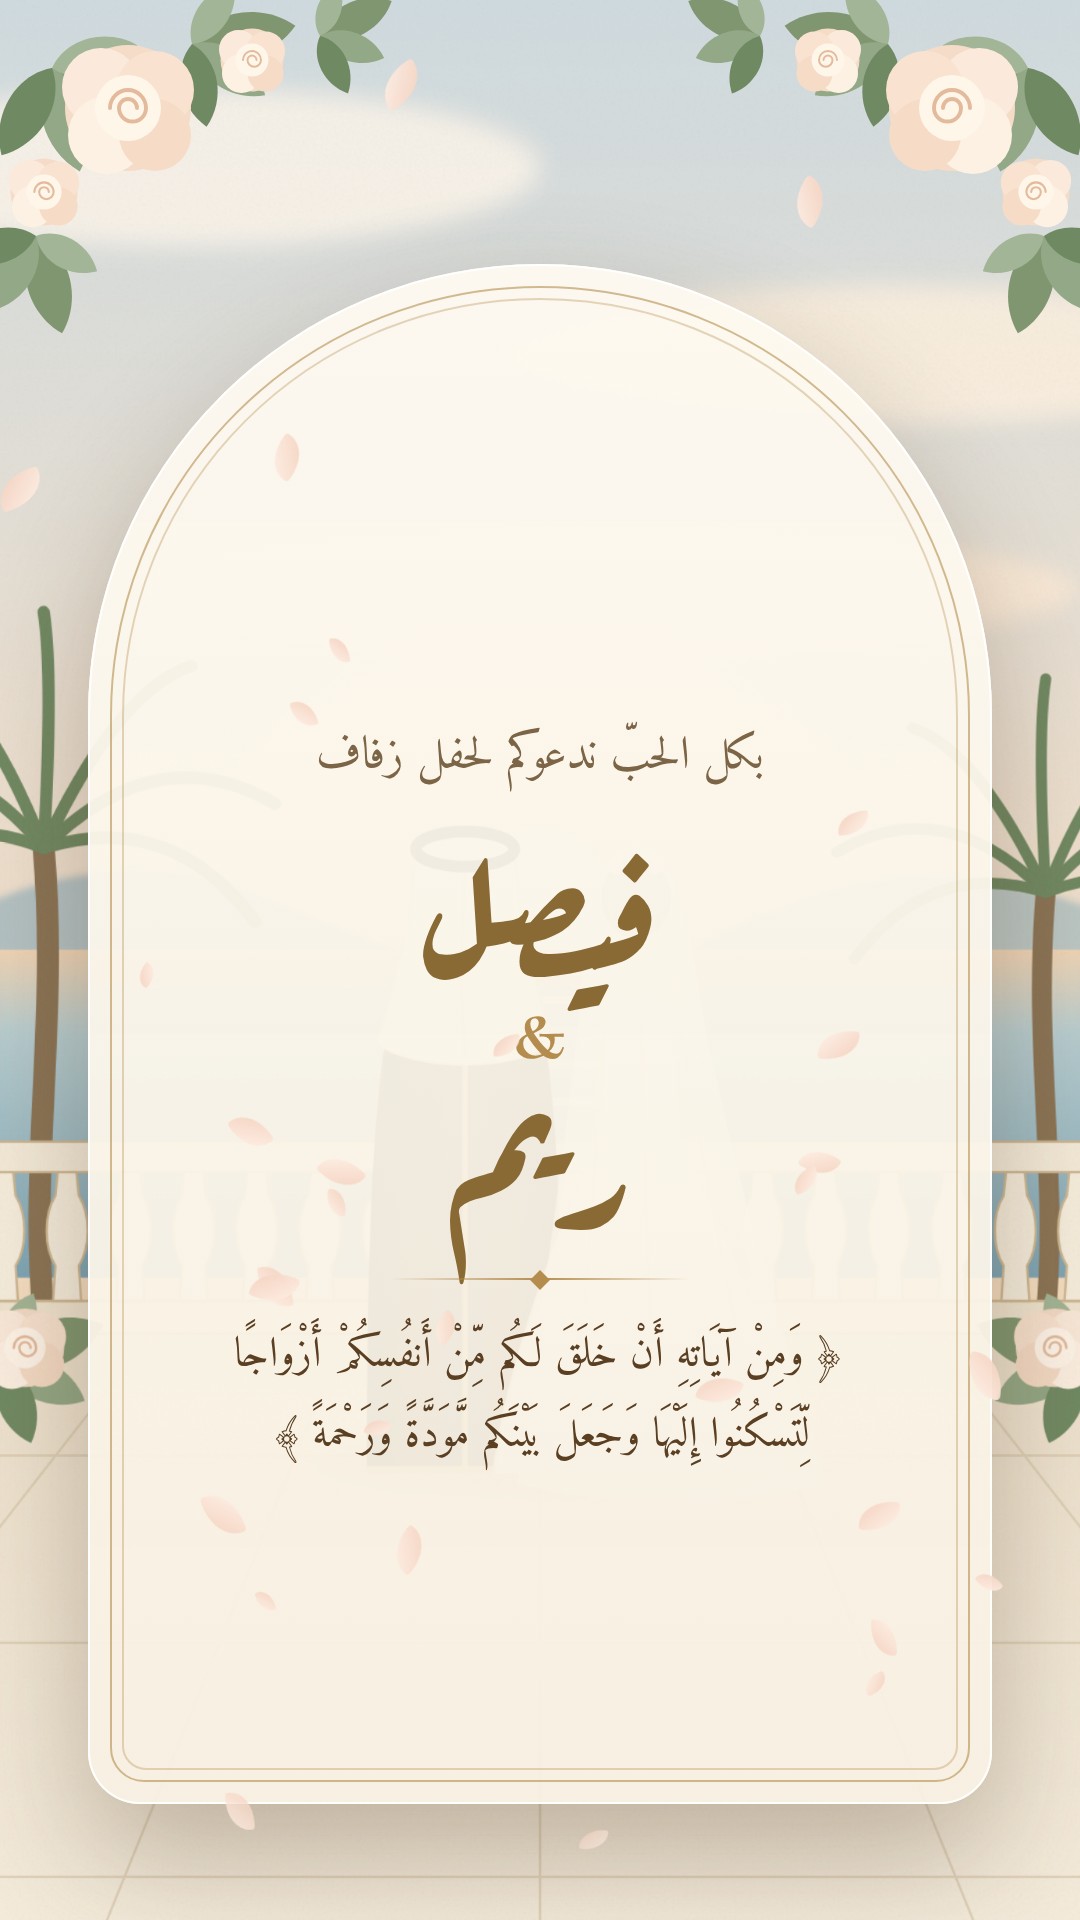 بكل الحبّ ندعوكم لحفل زفاف
فيصل
&
ريم
﴿ وَمِنْ آيَاتِهِ أَنْ خَلَقَ لَكُم مِّنْ أَنفُسِكُمْ أَزْوَاجًا
لِّتَسْكُنُوا إِلَيْهَا وَجَعَلَ بَيْنَكُم مَّوَدَّةً وَرَحْمَةً ﴾